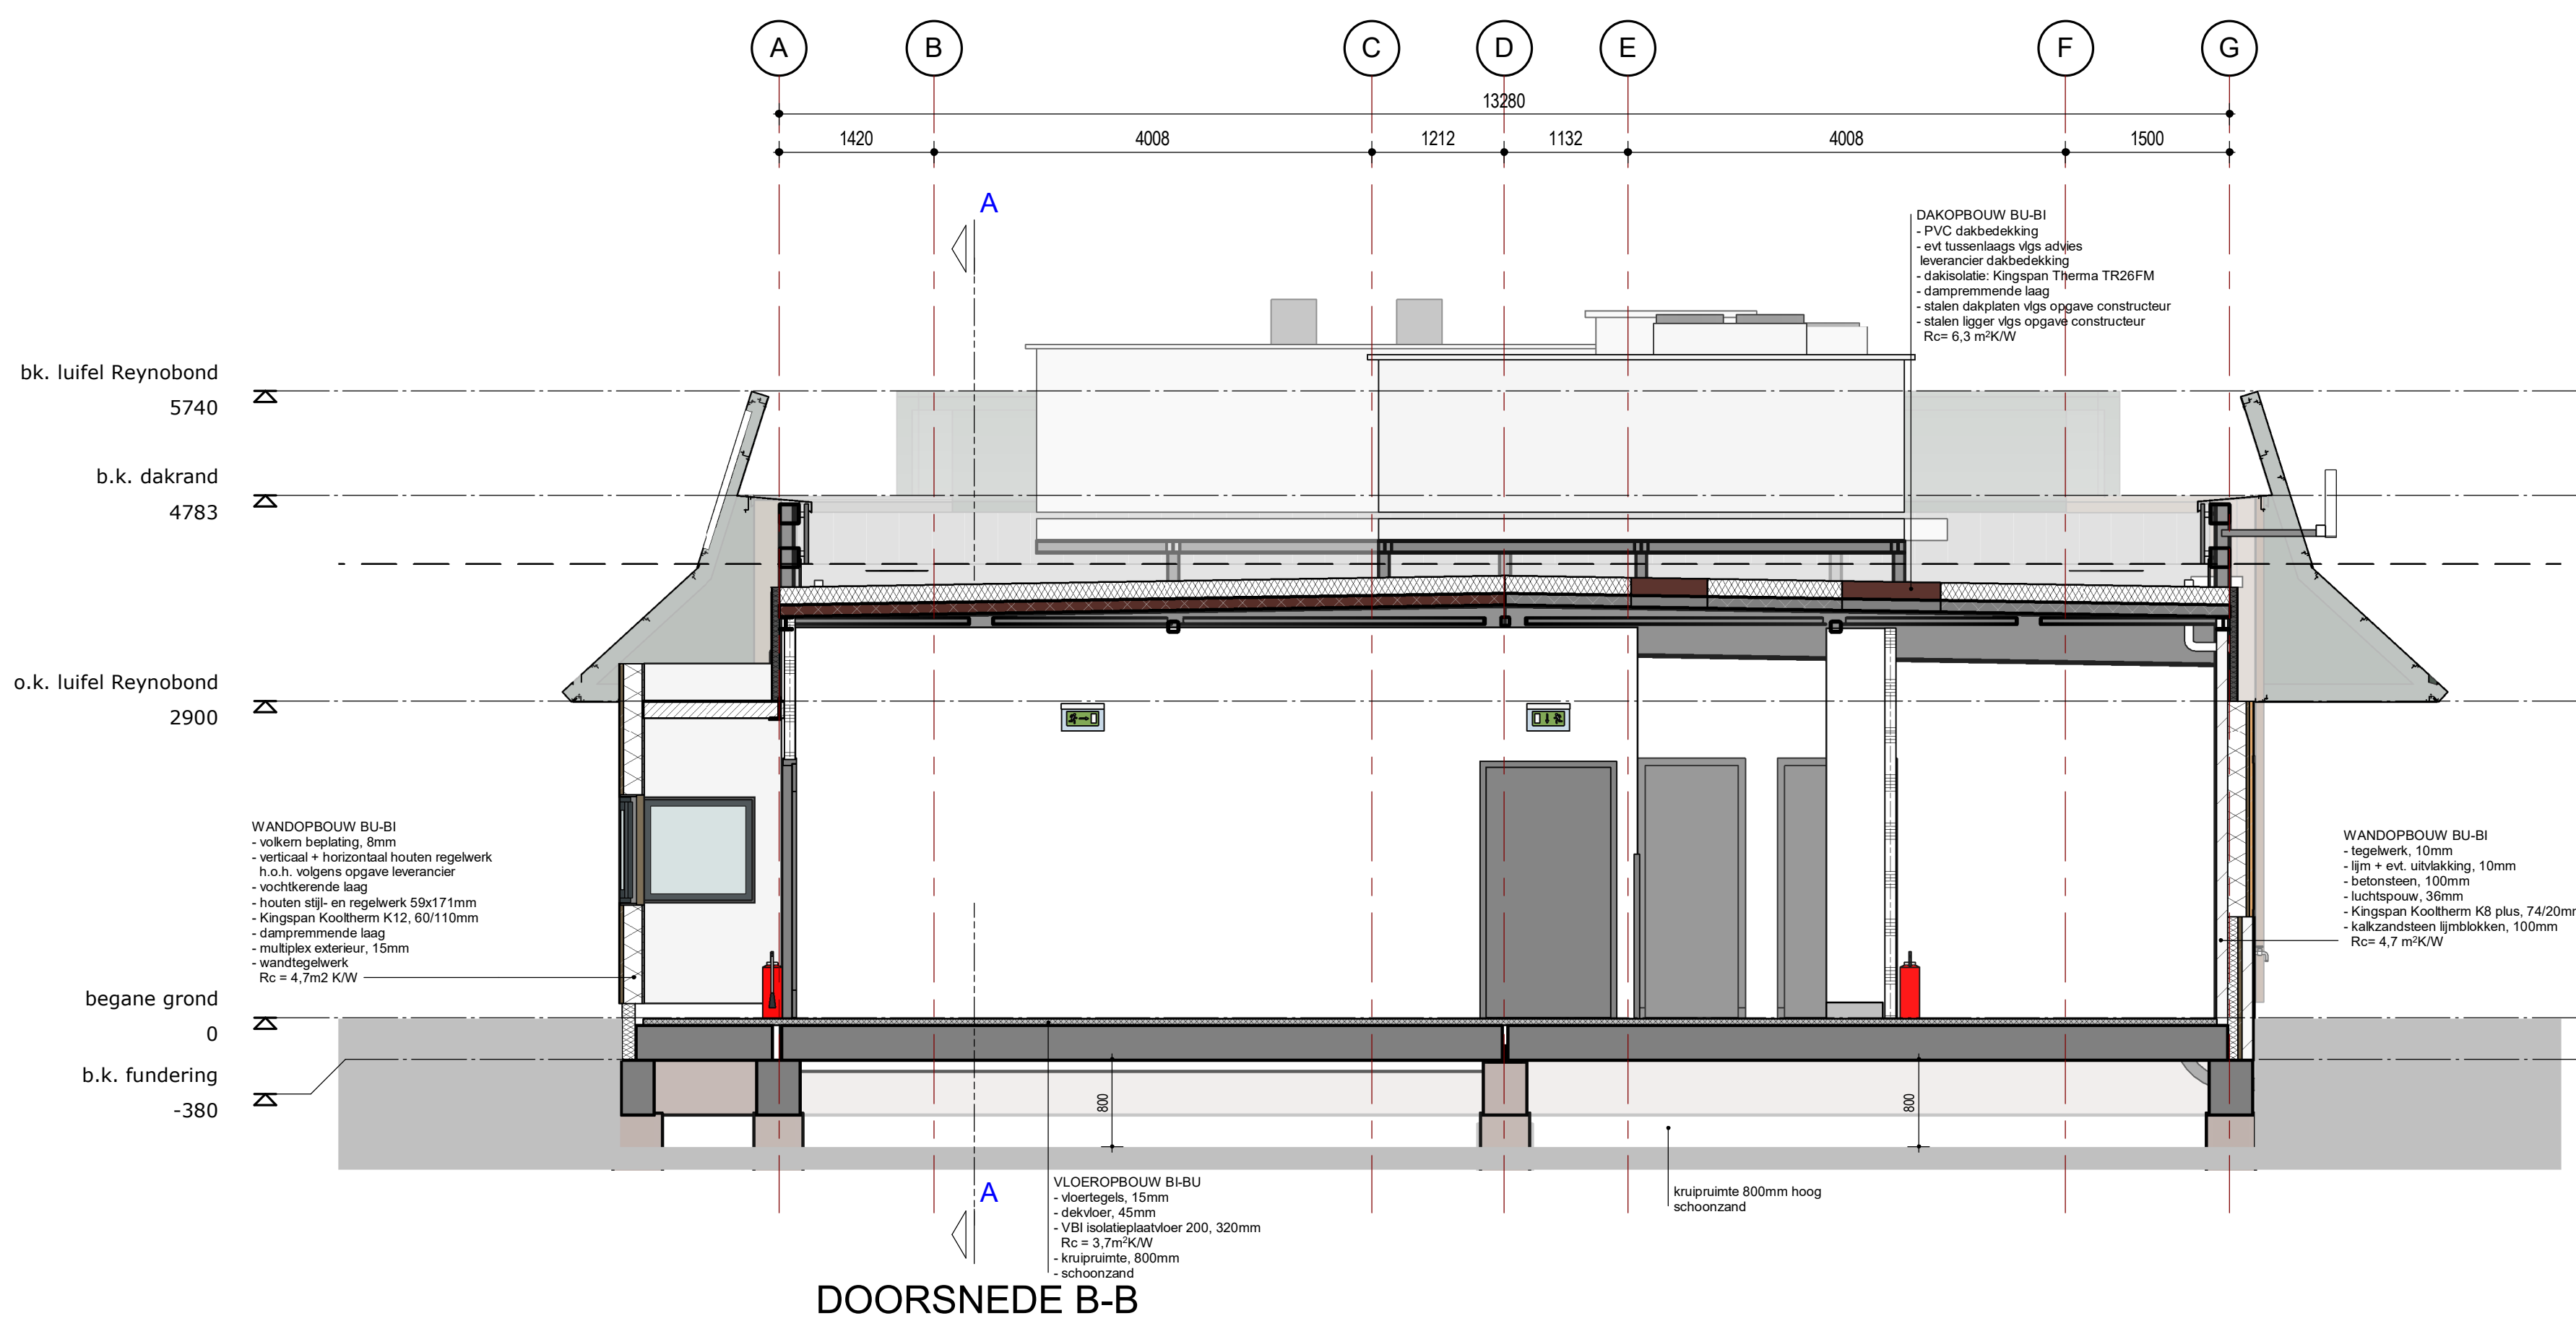 A B C D E F G
13280
1420 4008 1212 1132 4008 1500
A
DAKOPBOUW BU-BI
- PVC dakbedekking
- evt tussenlaags vlgs advies
leverancier dakbedekking
- dakisolatie: Kingspan Therma TR26FM
- dampremmende laag
- stalen dakplaten vlgs opgave constructeur
- stalen ligger vlgs opgave constructeur
Rc= 6,3 m²K/W
bk. luifel Reynobond
5740
b.k. dakrand
4783
o.k. luifel Reynobond
2900
WANDOPBOUW BU-BI
- volkern beplating, 8mm
- verticaal + horizontaal houten regelwerk
h.o.h. volgens opgave leverancier
- vochtkerende laag
- houten stijl- en regelwerk 59x171mm
- Kingspan Kooltherm K12, 60/110mm
- dampremmende laag
- multiplex exterieur, 15mm
- wandtegelwerk
Rc = 4,7m2 K/W
WANDOPBOUW BU-BI
- tegelwerk, 10mm
- lijm + evt. uitvlakking, 10mm
- betonsteen, 100mm
- luchtspouw, 36mm
- Kingspan Kooltherm K8 plus, 74/20mm
- kalkzandsteen lijmblokken, 100mm
Rc= 4,7 m²K/W
begane grond
0
b.k. fundering
-380
800
800
A
VLOEROPBOUW BI-BU
- vloertegels, 15mm
- dekvloer, 45mm
- VBI isolatieplaatvloer 200, 320mm
Rc = 3,7m²K/W
- kruipruimte, 800mm
- schoonzand
kruipruimte 800mm hoog
schoonzand
DOORSNEDE B-B